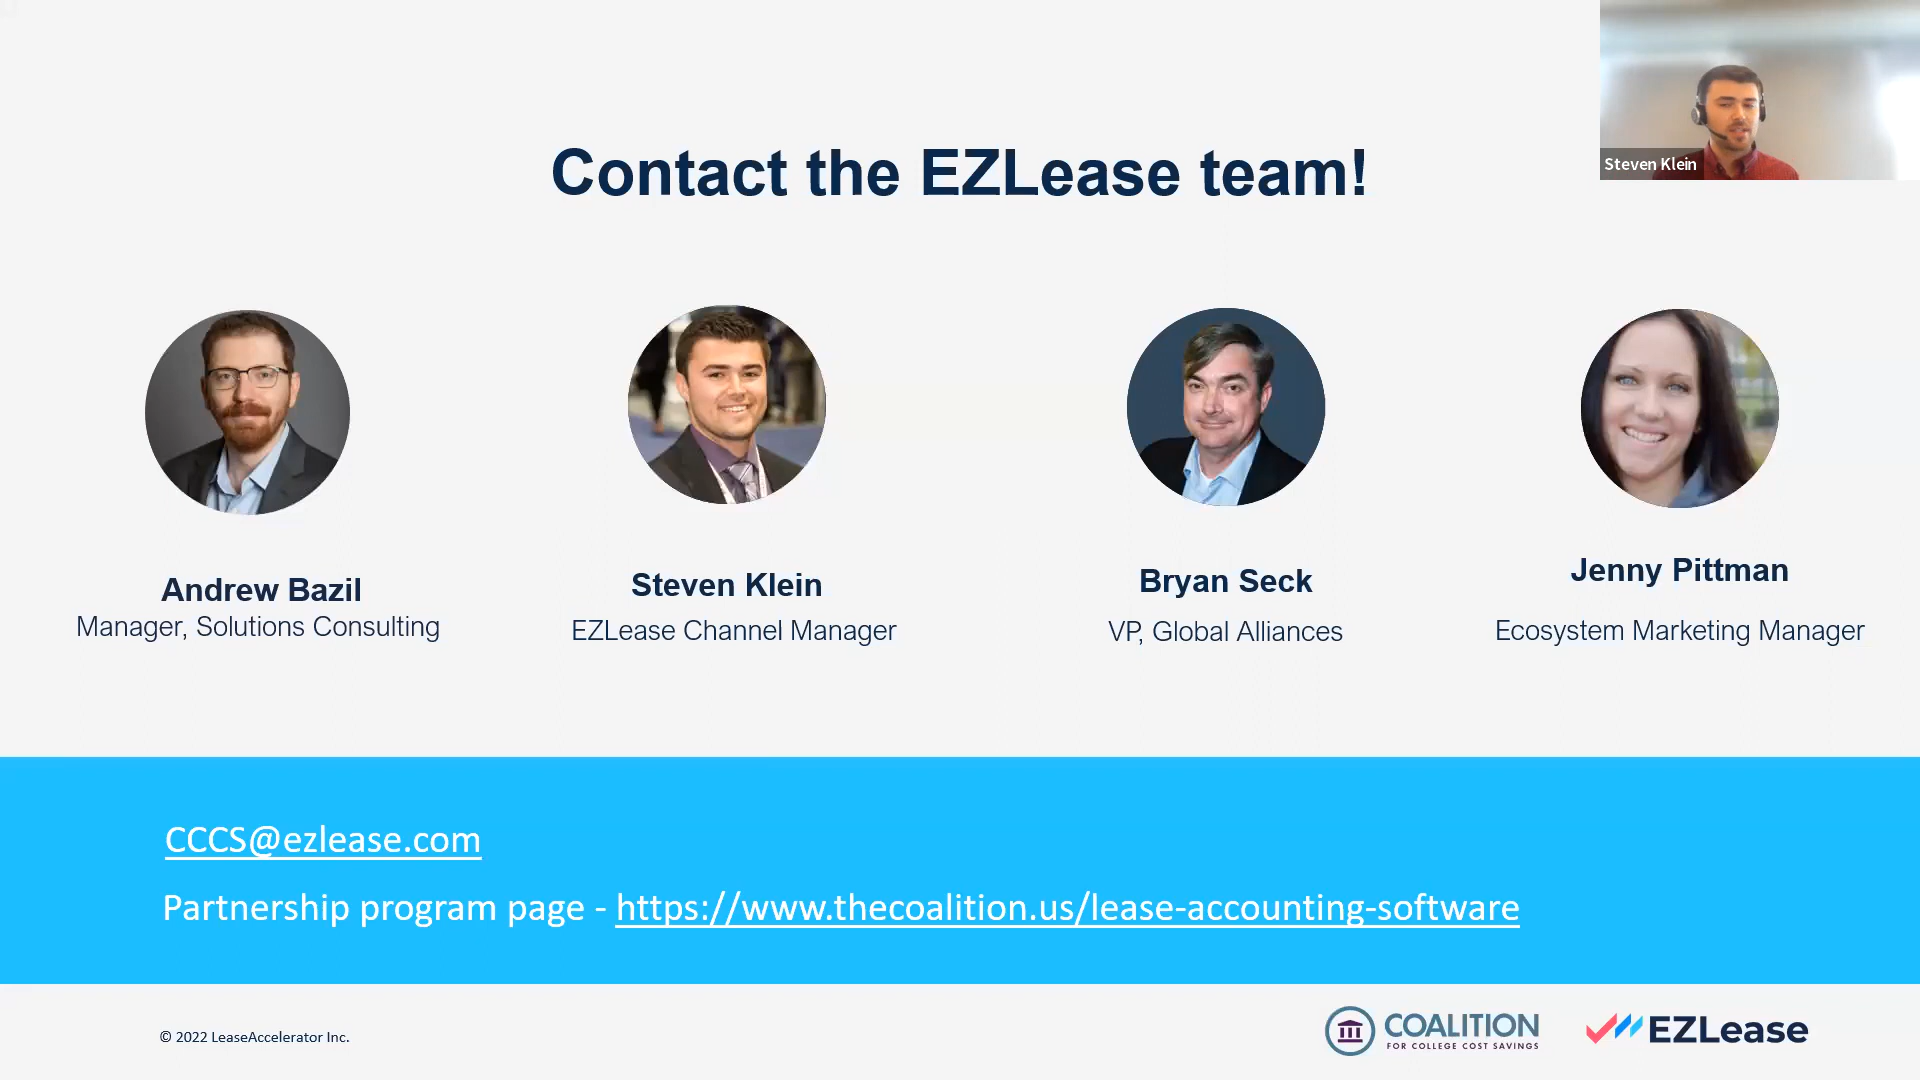 Contact the EZLease team!
Steven Klein
Andrew Bazil
Manager, Solutions Consulting
Steven Klein
EZLease Channel Manager
Bryan Seck
VP, Global Alliances
Jenny Pittman
Ecosystem Marketing Manager
CCCS@ezlease.com
Partnership program page - https://www.thecoalition.us/lease-accounting-software
© 2022 LeaseAccelerator Inc.
COALITION
FOR COLLEGE COST SAVINGS
EZLease